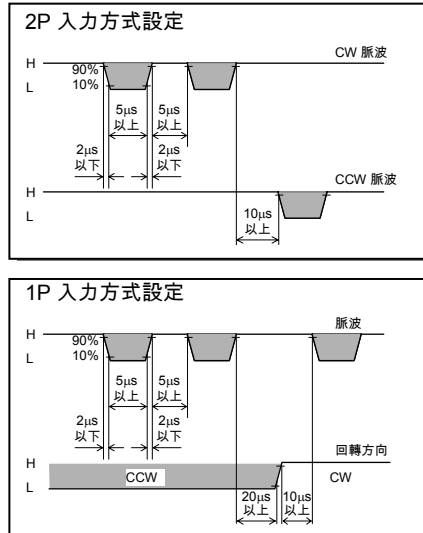 2P 入力方式設定
CW 脈波
H
90%
10%
L
5µs 5µs
以上 以上
2µs 2µs
以下 以下
H
CCW 脈波
L
10µs
以上
1P 入力方式設定
脈波
H
90%
10%
L
5µs 5µs
以上 以上
2µs 2µs
以下 以下
回轉方向
H
CCW CW
L
20µs 10µs
以上 以上